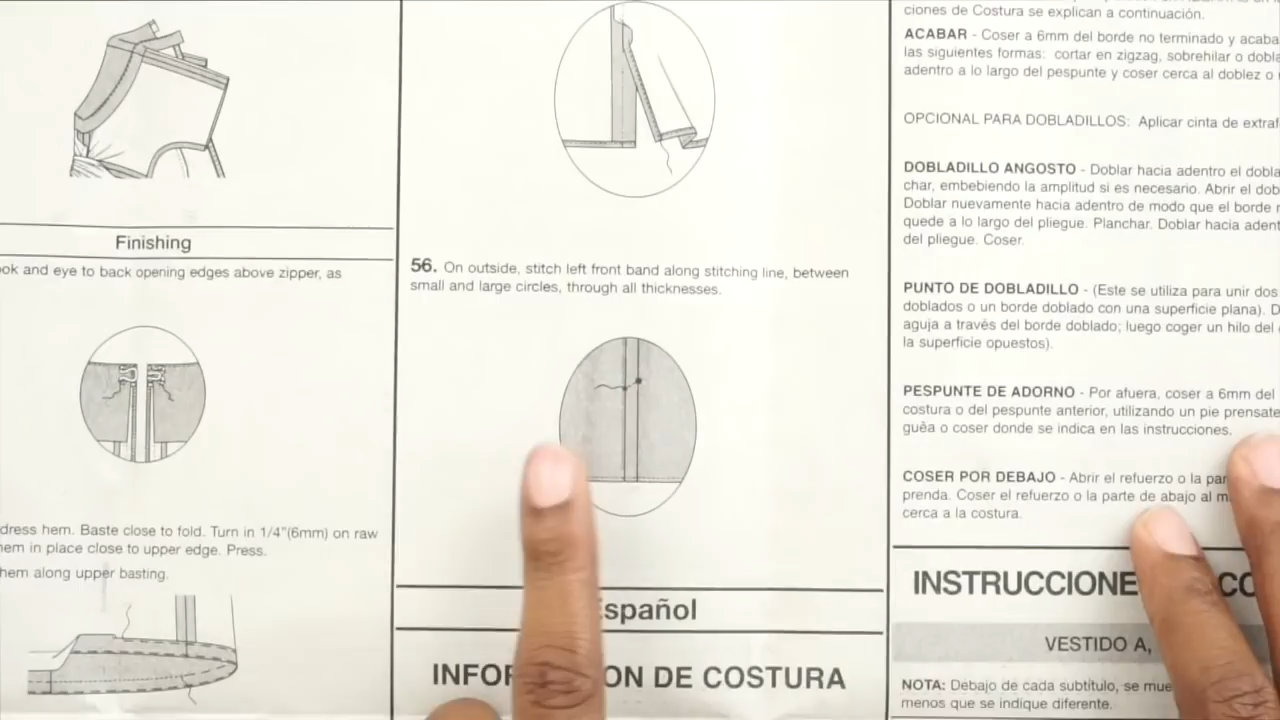 Finishing
ook and eye to back opening edges above zipper, as
dress hem. Baste close to fold. Turn in 1/4"(6mm) on raw
hem in place close to upper edge. Press.
hem along upper basting.
56. On outside, stitch left front band along stitching line, between
small and large circles, through all thicknesses.
spañol
INFOR ON DE COSTURA
ciones de Costura se explican a continuación.
ACABAR - Coser a 6mm del borde no terminado y acaba
las siguientes formas: cortar en zigzag, sobrehilar o dobla
adentro a lo largo del pespunte y coser cerca al doblez o
OPCIONAL PARA DOBLADILLOS: Aplicar cinta de extraf
DOBLADILLO ANGOSTO - Doblar hacia adentro el dobla
char, embebiendo la amplitud si es necesario. Abrir el dob
Doblar nuevamente hacia adentro de modo que el borde
quede a lo largo del pliegue. Planchar. Doblar hacia adent
del pliegue. Coser.
PUNTO DE DOBLADILLO - (Este se utiliza para unir dos
doblados o un borde doblado con una superficie plana). D
aguja a través del borde doblado; luego coger un hilo del
la superficie opuestos).
PESPUNTE DE ADORNO - Por afuera, coser a 6mm del
costura o del pespunte anterior, utilizando un pie prensate
guêa o coser donde se indica en las instrucciones.
COSER POR DEBAJO - Abrir el refuerzo o la par
prenda. Coser el refuerzo o la parte de abajo al m
cerca a la costura.
INSTRUCCIONE CO
VESTIDO A,
NOTA: Debajo de cada subtítulo, se mue
menos que se indique diferente.